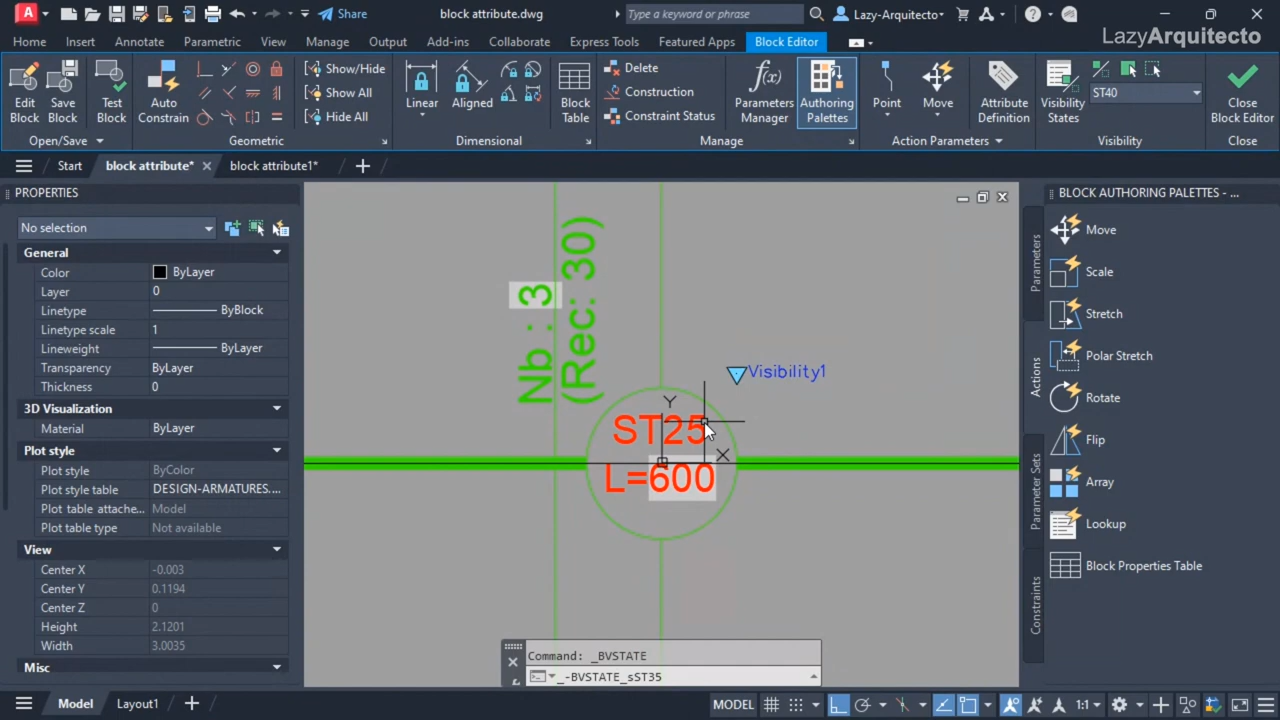 Share
block attribute.dwg
Type a keyword or phrase
Lazy-Arquitecto
LazyArquitecto
Home
Insert
Annotate
Parametric
View
Manage
Output
Add-ins
Collaborate
Express Tools
Featured Apps
Block Editor
Edit
Block
Save
Block
Test
Block
Auto
Constrain
Show/Hide
Show All
Hide All
Linear
Aligned
Block
Table
Delete
Construction
Constraint Status
Parameters
Manager
Authoring
Palettes
Point
Move
Attribute
Definition
Visibility
States
ST40
Close
Block Editor
Open/Save
Geometric
Dimensional
Manage
Action Parameters
Visibility
Close
Start
block attribute*
block attribute1*
PROPERTIES
No selection
General
Color ByLayer
Layer 0
Linetype ByBlock
Linetype scale 1
Lineweight ByLayer
Transparency ByLayer
Thickness 0
3D Visualization
Material ByLayer
Plot style
Plot style ByColor
Plot style table DESIGN-ARMATURES....
Plot table attache... Model
Plot table type Not available
View
Center X -0.003
Center Y 0.1194
Center Z 0
Height 2.1201
Width 3.0035
Misc
Nb : 3
(Rec: 30)
Visibility1
Y
ST25
X
L=600
Command: _BVSTATE
_-BVSTATE_sST35
BLOCK AUTHORING PALETTES - ...
Parameters
Actions
Parameter Sets
Constraints
Move
Scale
Stretch
Polar Stretch
Rotate
Flip
Array
Lookup
Block Properties Table
Model
Layout1
MODEL
1:1